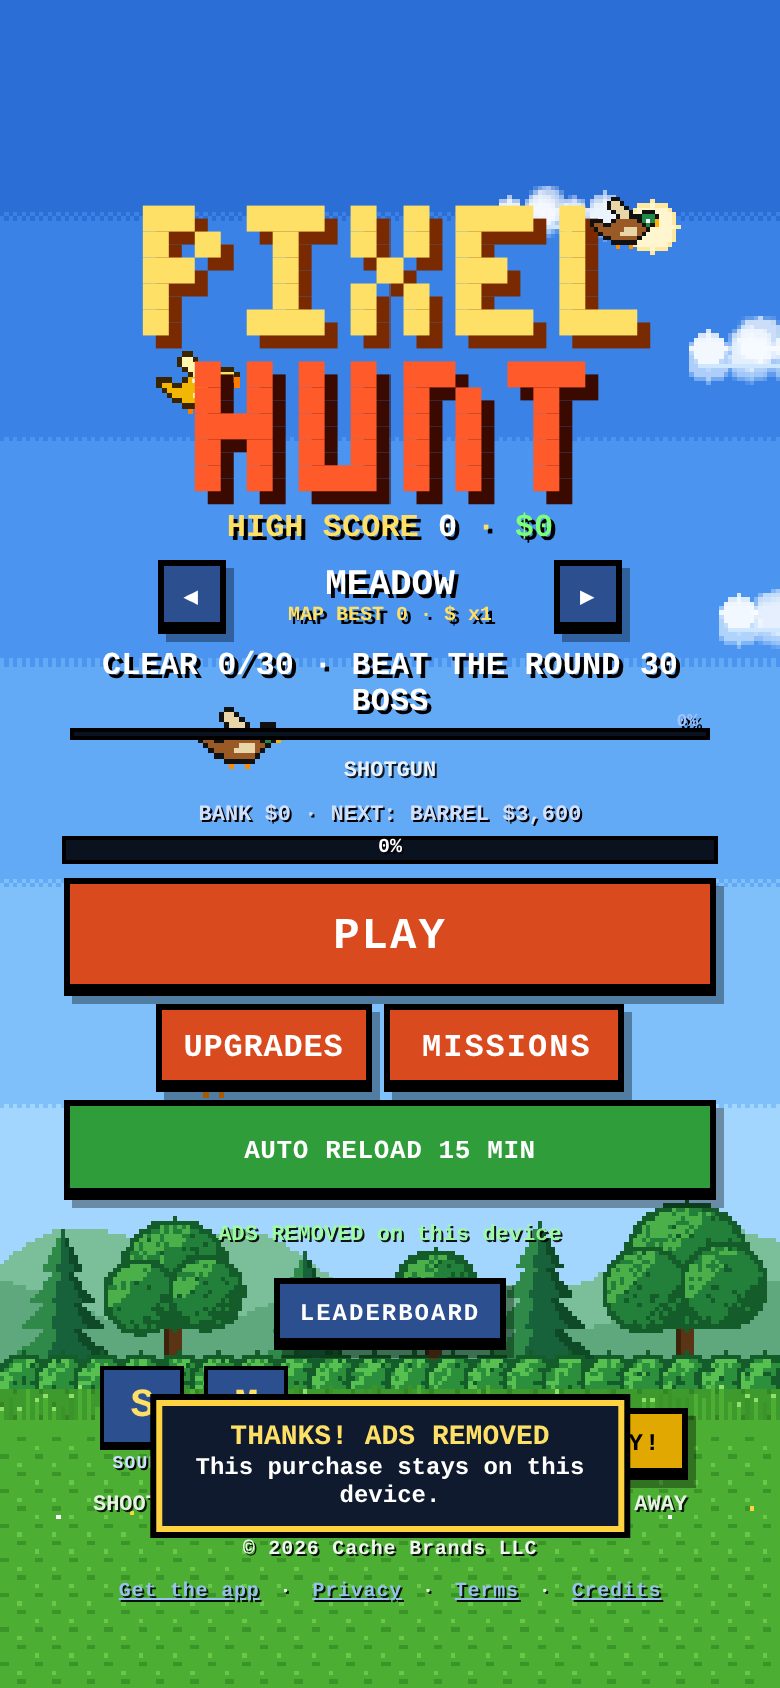 PIXEL
HUNT
HIGH SCORE 0 · $0
◄ MEADOW ►
MAP BEST 0 · $ x1
CLEAR 0/30 · BEAT THE ROUND 30
BOSS
0%
SHOTGUN
BANK $0 · NEXT: BARREL $3,600
0%
PLAY
UPGRADES MISSIONS
AUTO RELOAD 15 MIN
ADS REMOVED on this device
LEADERBOARD
S M
Y!
THANKS! ADS REMOVED
This purchase stays on this
device.
SOU
SHOOT AWAY
© 2026 Cache Brands LLC
Get the app · Privacy · Terms · Credits